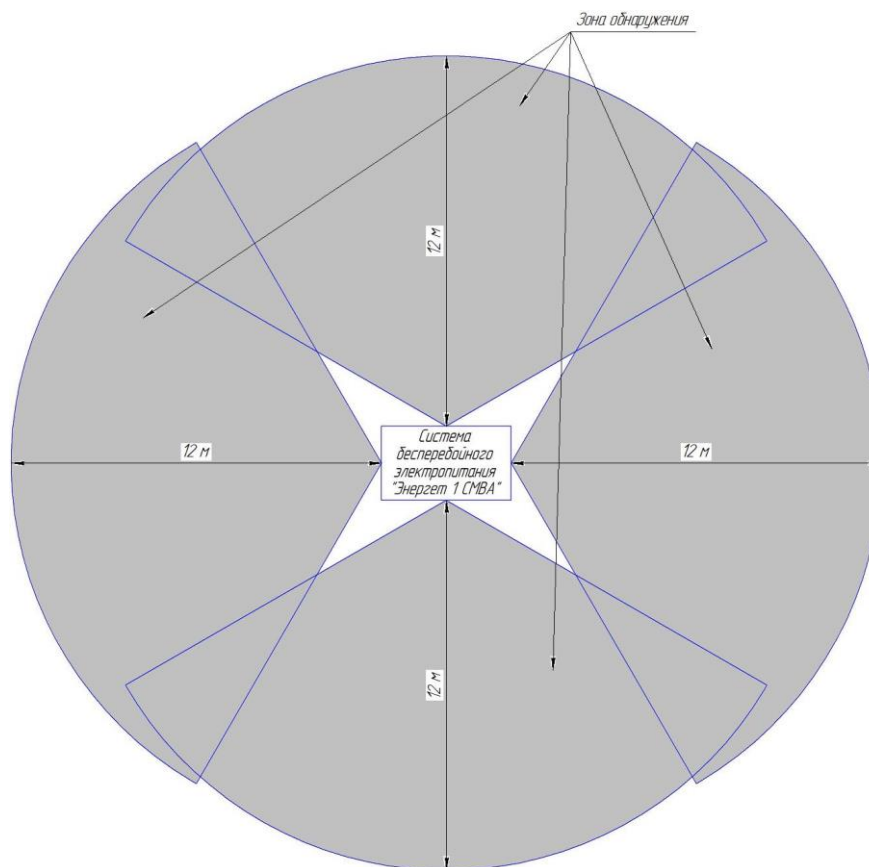 Зона обнаружения
12 м
12 м
Система
бесперебойного
электропитания
"Энергет 1 СМВА"
12 м
12 м